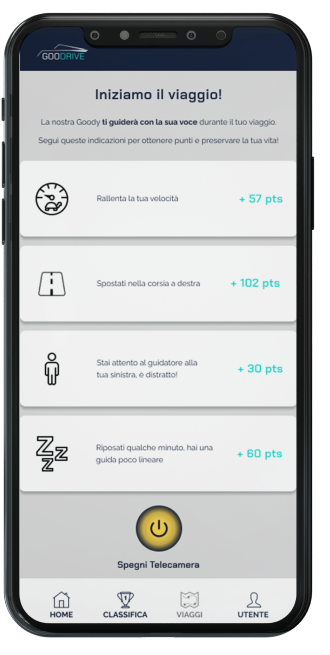 GOODRIVE
Iniziamo il viaggio!
La nostra Goody ti guiderà con la sua voce durante il tuo viaggio.
Segui queste indicazioni per ottenere punti e preservare la tua vita!
Rallenta la tua velocità + 57 pts
Spostati nella corsia a destra + 102 pts
Stai attento al guidatore alla
tua sinistra, è distratto! + 30 pts
ZZZ
Riposati qualche minuto, hai una
guida poco lineare + 60 pts
Spegni Telecamera
HOME CLASSIFICA VIAGGI UTENTE